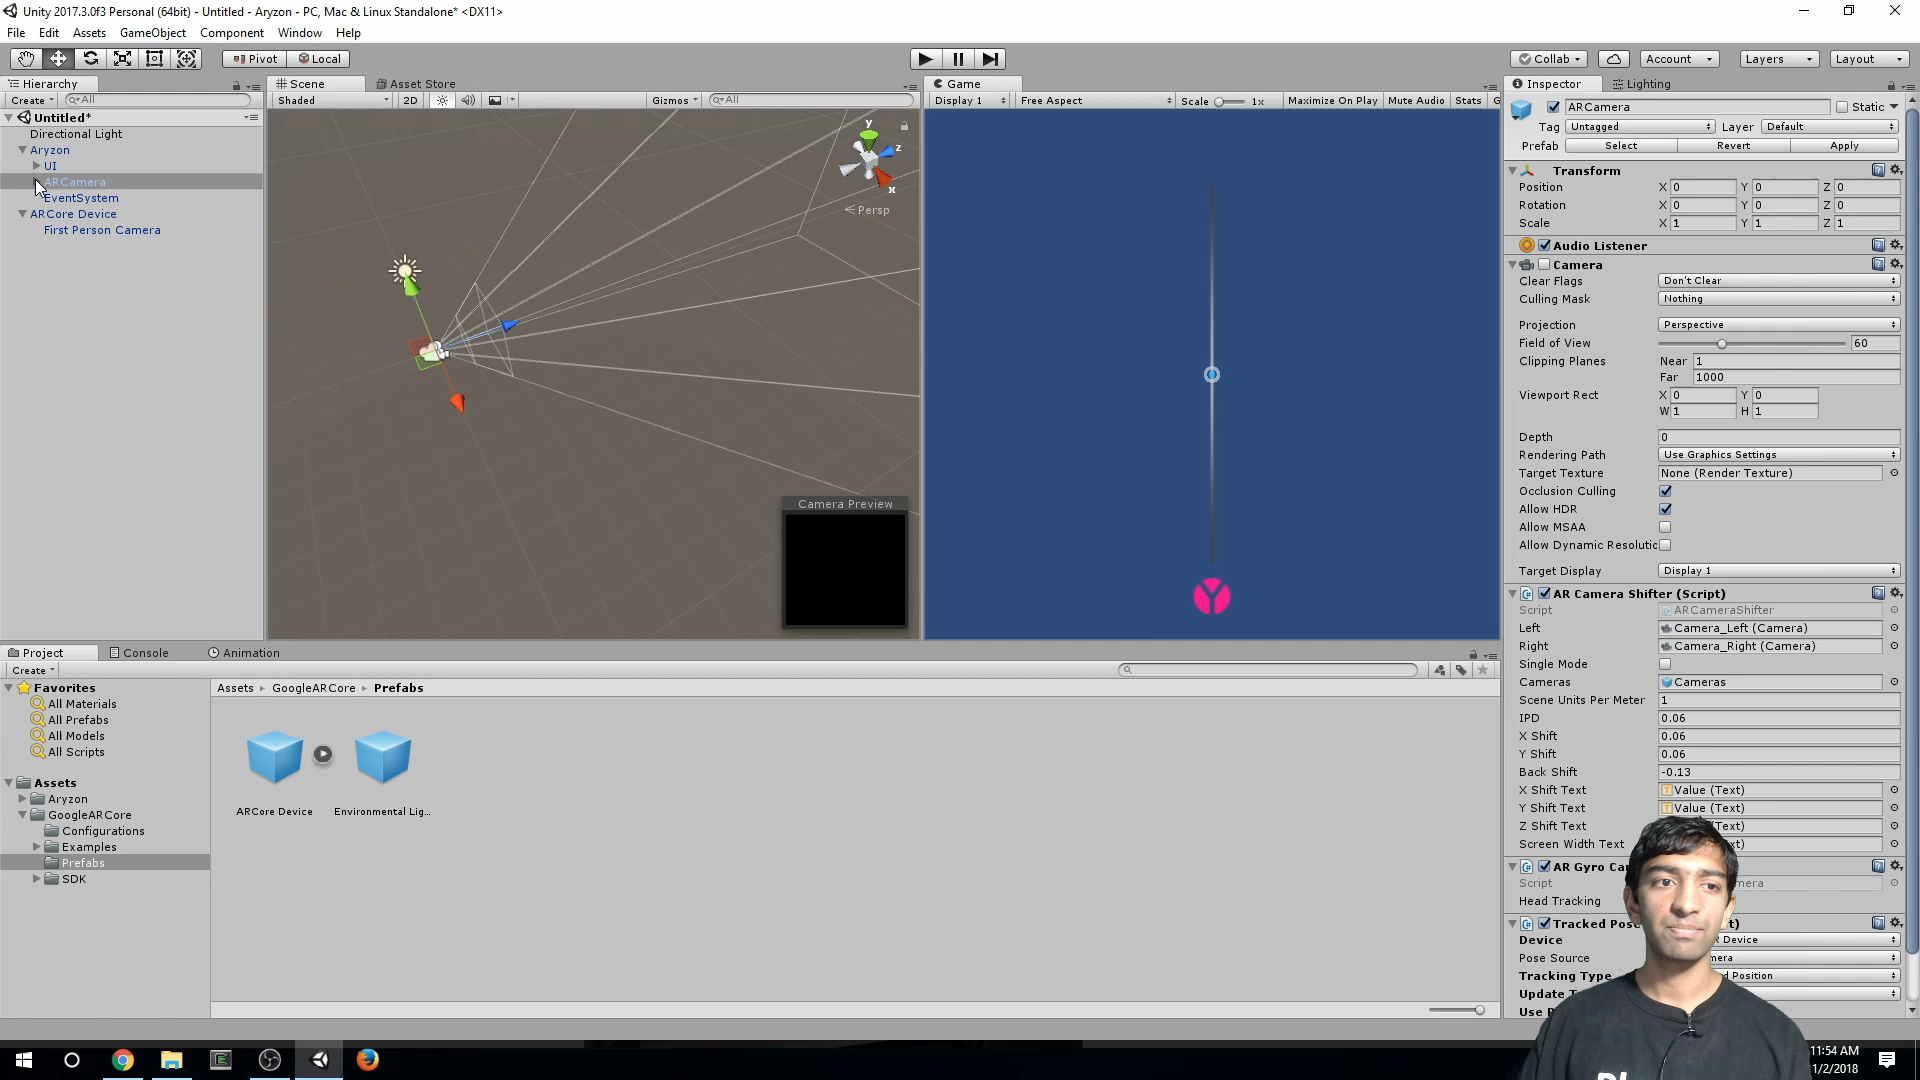 Unity 2017.3.0f3 Personal (64bit) - Untitled - Aryzon - PC, Mac & Linux Standalone* <DX11>
File Edit Assets GameObject Component Window Help
Pivot Local Collab Account Layers Layout
Hierarchy
Create All
Untitled*
Directional Light
Aryzon
UI
ARCamera
EventSystem
ARCore Device
First Person Camera
Scene Asset Store
Shaded 2D Gizmos All
y
z
x
Persp
Camera Preview
Game
Display 1 Free Aspect Scale 1x Maximize On Play Mute Audio Stats G
Inspector Lighting
ARCamera Static
Tag Untagged Layer Default
Prefab Select Revert Apply
Transform
Position X 0 Y 0 Z 0
Rotation X 0 Y 0 Z 0
Scale X 1 Y 1 Z 1
Audio Listener
Camera
Clear Flags Don't Clear
Culling Mask Nothing
Projection Perspective
Field of View 60
Clipping Planes Near 1
Far 1000
Viewport Rect X 0 Y 0
W 1 H 1
Depth 0
Rendering Path Use Graphics Settings
Target Texture None (Render Texture)
Occlusion Culling
Allow HDR
Allow MSAA
Allow Dynamic Resolutic
Target Display Display 1
AR Camera Shifter (Script)
Script ARCameraShifter
Left Camera_Left (Camera)
Right Camera_Right (Camera)
Single Mode
Cameras Cameras
Scene Units Per Meter 1
IPD 0.06
X Shift 0.06
Y Shift 0.06
Back Shift -0.13
X Shift Text Value (Text)
Y Shift Text Value (Text)
Z Shift Text (Text)
Screen Width Text
AR Gyro
Script
Head Tracking
Tracked Pose
Device Device
Pose Source
Tracking Type Position
Update
Use
Project Console Animation
Create
Favorites
All Materials
All Prefabs
All Models
All Scripts
Assets
Aryzon
GoogleARCore
Configurations
Examples
Prefabs
SDK
Assets GoogleARCore Prefabs
ARCore Device Environmental Lig...
11:54 AM
1/2/2018